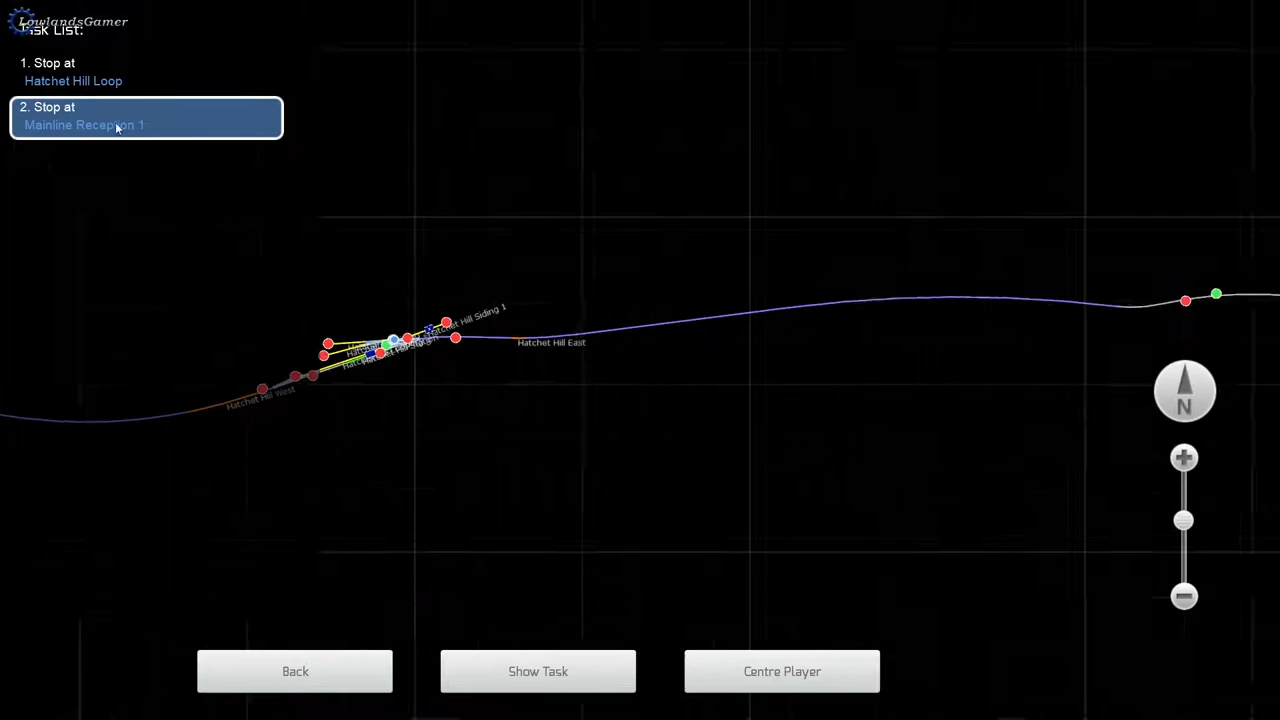 LowlandsGamer
Task List:
1. Stop at
Hatchet Hill Loop
2. Stop at
Mainline Reception 1
Hatchet Hill Siding 1
Hatchet Hill East
Hatchet Hill West
N
Back
Show Task
Centre Player